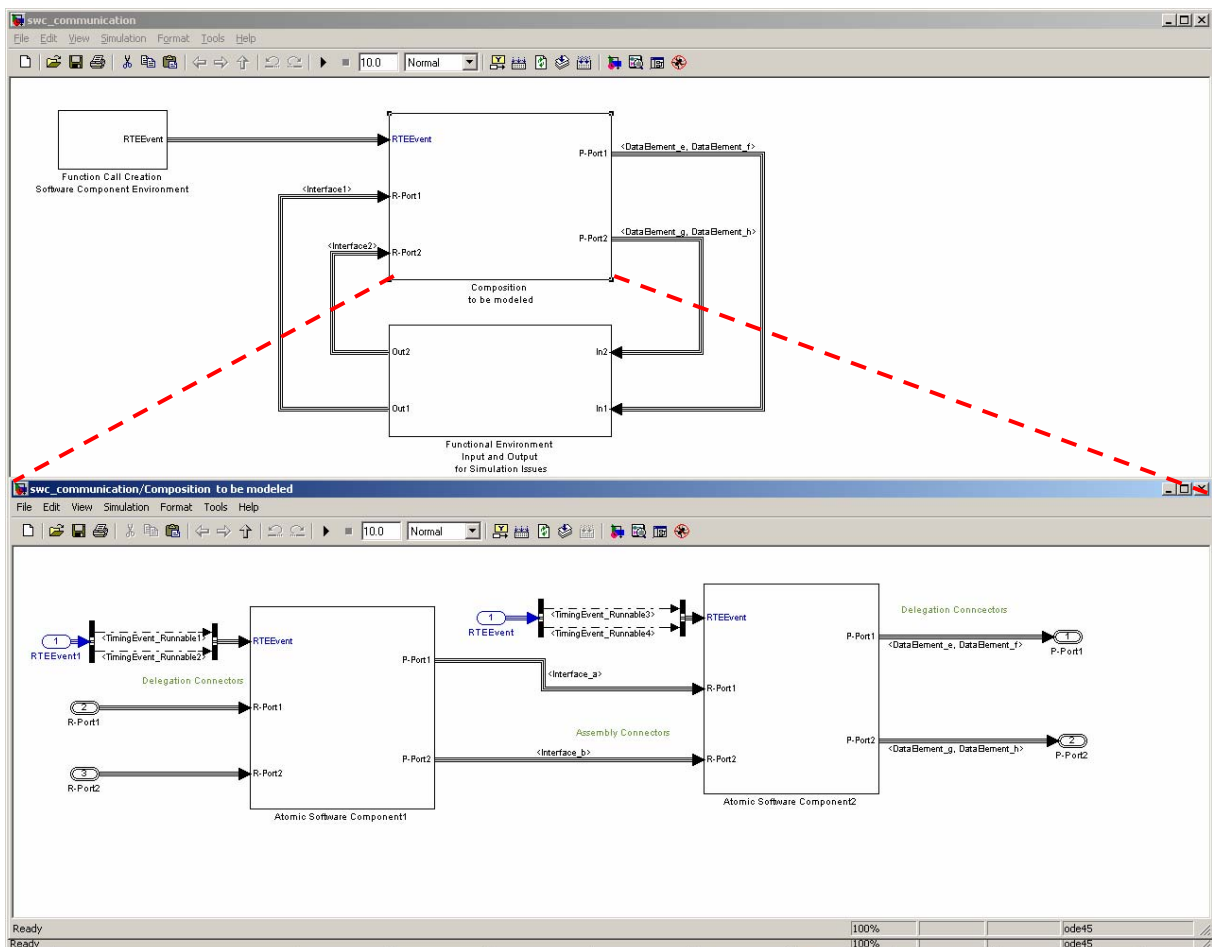 swc_communication
File Edit View Simulation Format Tools Help
10.0 Normal
RTEEvent
Function Call Creation
Software Component Environment
RTEEvent
R-Port1
R-Port2
P-Port1
P-Port2
<DataElement_e, DataElement_f>
<Interface1>
<DataElement_g, DataElement_h>
<Interface2>
Composition
to be modeled
Out2
Out1
In2
In1
Functional Environment
Input and Output
for Simulation Issues
swc_communication/Composition to be modeled
File Edit View Simulation Format Tools Help
10.0 Normal
1
RTEEvent1
<TimingEvent_Runnable1>
<TimingEvent_Runnable2>
Delegation Connectors
2
R-Port1
3
R-Port2
RTEEvent
R-Port1
R-Port2
P-Port1
P-Port2
Atomic Software Component1
1
RTEEvent
<TimingEvent_Runnable3>
<TimingEvent_Runnable4>
<Interface_a>
Assembly Connectors
<Interface_b>
RTEEvent
R-Port1
R-Port2
P-Port1
P-Port2
Atomic Software Component2
Delegation Conncectors
<DataElement_e, DataElement_f>
1
P-Port1
<DataElement_g, DataElement_h>
2
P-Port2
Ready 100% ode45
Ready 100% ode45